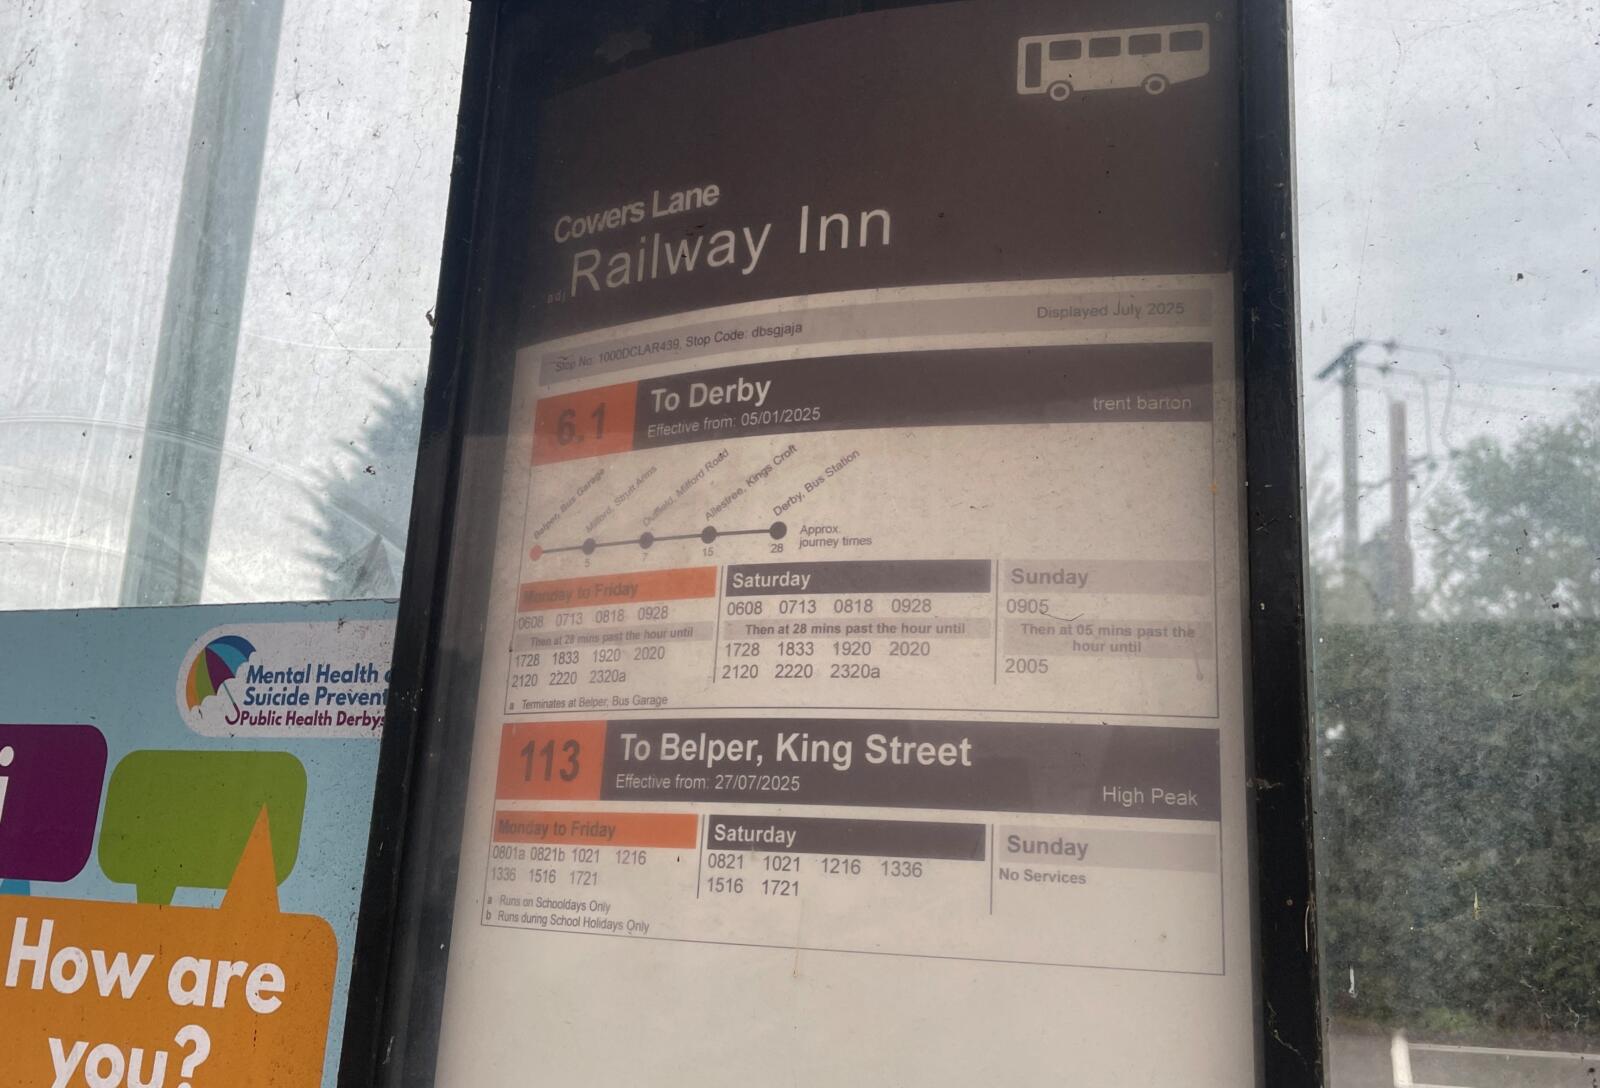 Cowers Lane
adj Railway Inn
Stop No. 1000DCLAR439, Stop Code: dbsgjaja
Displayed July 2025
6.1
To Derby
Effective from: 05/01/2025
trent barton
Belper, Bus Garage
Milford, Strutt Arms
Duffield, Milford Road
Allestree, Kings Croft
Derby, Bus Station
5 7 15 28
Approx.
journey times
Monday to Friday
0608 0713 0818 0928
Then at 28 mins past the hour until
1728 1833 1920 2020
2120 2220 2320a
Saturday
0608 0713 0818 0928
Then at 28 mins past the hour until
1728 1833 1920 2020
2120 2220 2320a
Sunday
0905
Then at 05 mins past the
hour until
2005
a Terminates at Belper, Bus Garage
113
To Belper, King Street
Effective from: 27/07/2025
High Peak
Monday to Friday
0801a 0821b 1021 1216
1336 1516 1721
Saturday
0821 1021 1216 1336
1516 1721
Sunday
No Services
a Runs on Schooldays Only
b Runs during School Holidays Only
Mental Health
Suicide Prevent
Public Health Derbys
i
How are
you?